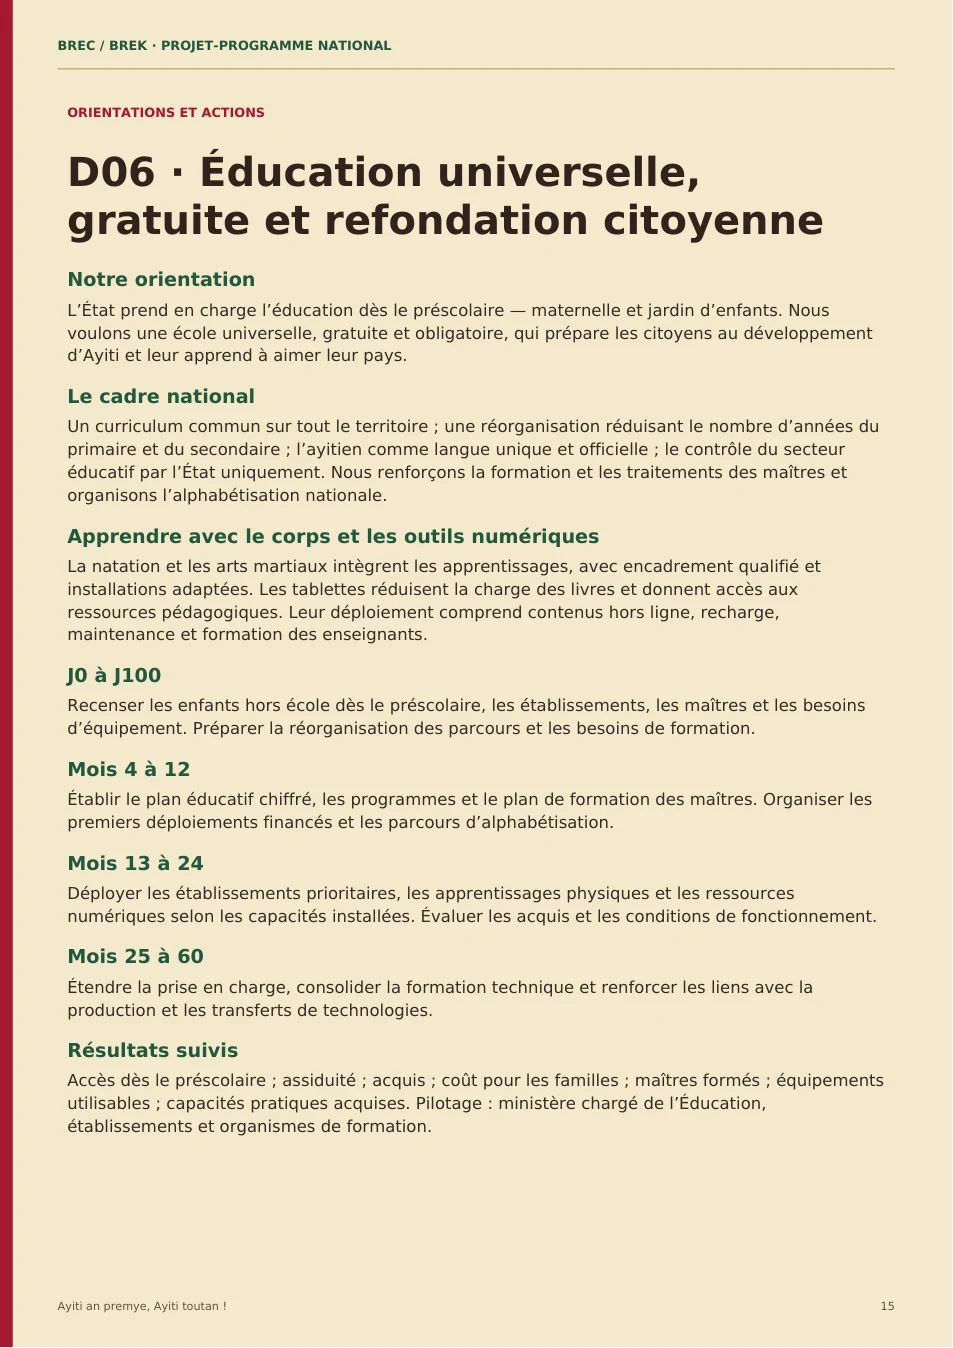 BREC / BREK · PROJET-PROGRAMME NATIONAL
ORIENTATIONS ET ACTIONS
D06 · Éducation universelle,
gratuite et refondation citoyenne
Notre orientation
L’État prend en charge l’éducation dès le préscolaire — maternelle et jardin d’enfants. Nous
voulons une école universelle, gratuite et obligatoire, qui prépare les citoyens au développement
d’Ayiti et leur apprend à aimer leur pays.
Le cadre national
Un curriculum commun sur tout le territoire ; une réorganisation réduisant le nombre d’années du
primaire et du secondaire ; l’ayitien comme langue unique et officielle ; le contrôle du secteur
éducatif par l’État uniquement. Nous renforçons la formation et les traitements des maîtres et
organisons l’alphabétisation nationale.
Apprendre avec le corps et les outils numériques
La natation et les arts martiaux intègrent les apprentissages, avec encadrement qualifié et
installations adaptées. Les tablettes réduisent la charge des livres et donnent accès aux
ressources pédagogiques. Leur déploiement comprend contenus hors ligne, recharge,
maintenance et formation des enseignants.
J0 à J100
Recenser les enfants hors école dès le préscolaire, les établissements, les maîtres et les besoins
d’équipement. Préparer la réorganisation des parcours et les besoins de formation.
Mois 4 à 12
Établir le plan éducatif chiffré, les programmes et le plan de formation des maîtres. Organiser les
premiers déploiements financés et les parcours d’alphabétisation.
Mois 13 à 24
Déployer les établissements prioritaires, les apprentissages physiques et les ressources
numériques selon les capacités installées. Évaluer les acquis et les conditions de fonctionnement.
Mois 25 à 60
Étendre la prise en charge, consolider la formation technique et renforcer les liens avec la
production et les transferts de technologies.
Résultats suivis
Accès dès le préscolaire ; assiduité ; acquis ; coût pour les familles ; maîtres formés ; équipements
utilisables ; capacités pratiques acquises. Pilotage : ministère chargé de l’Éducation,
établissements et organismes de formation.
Ayiti an premye, Ayiti toutan !
15